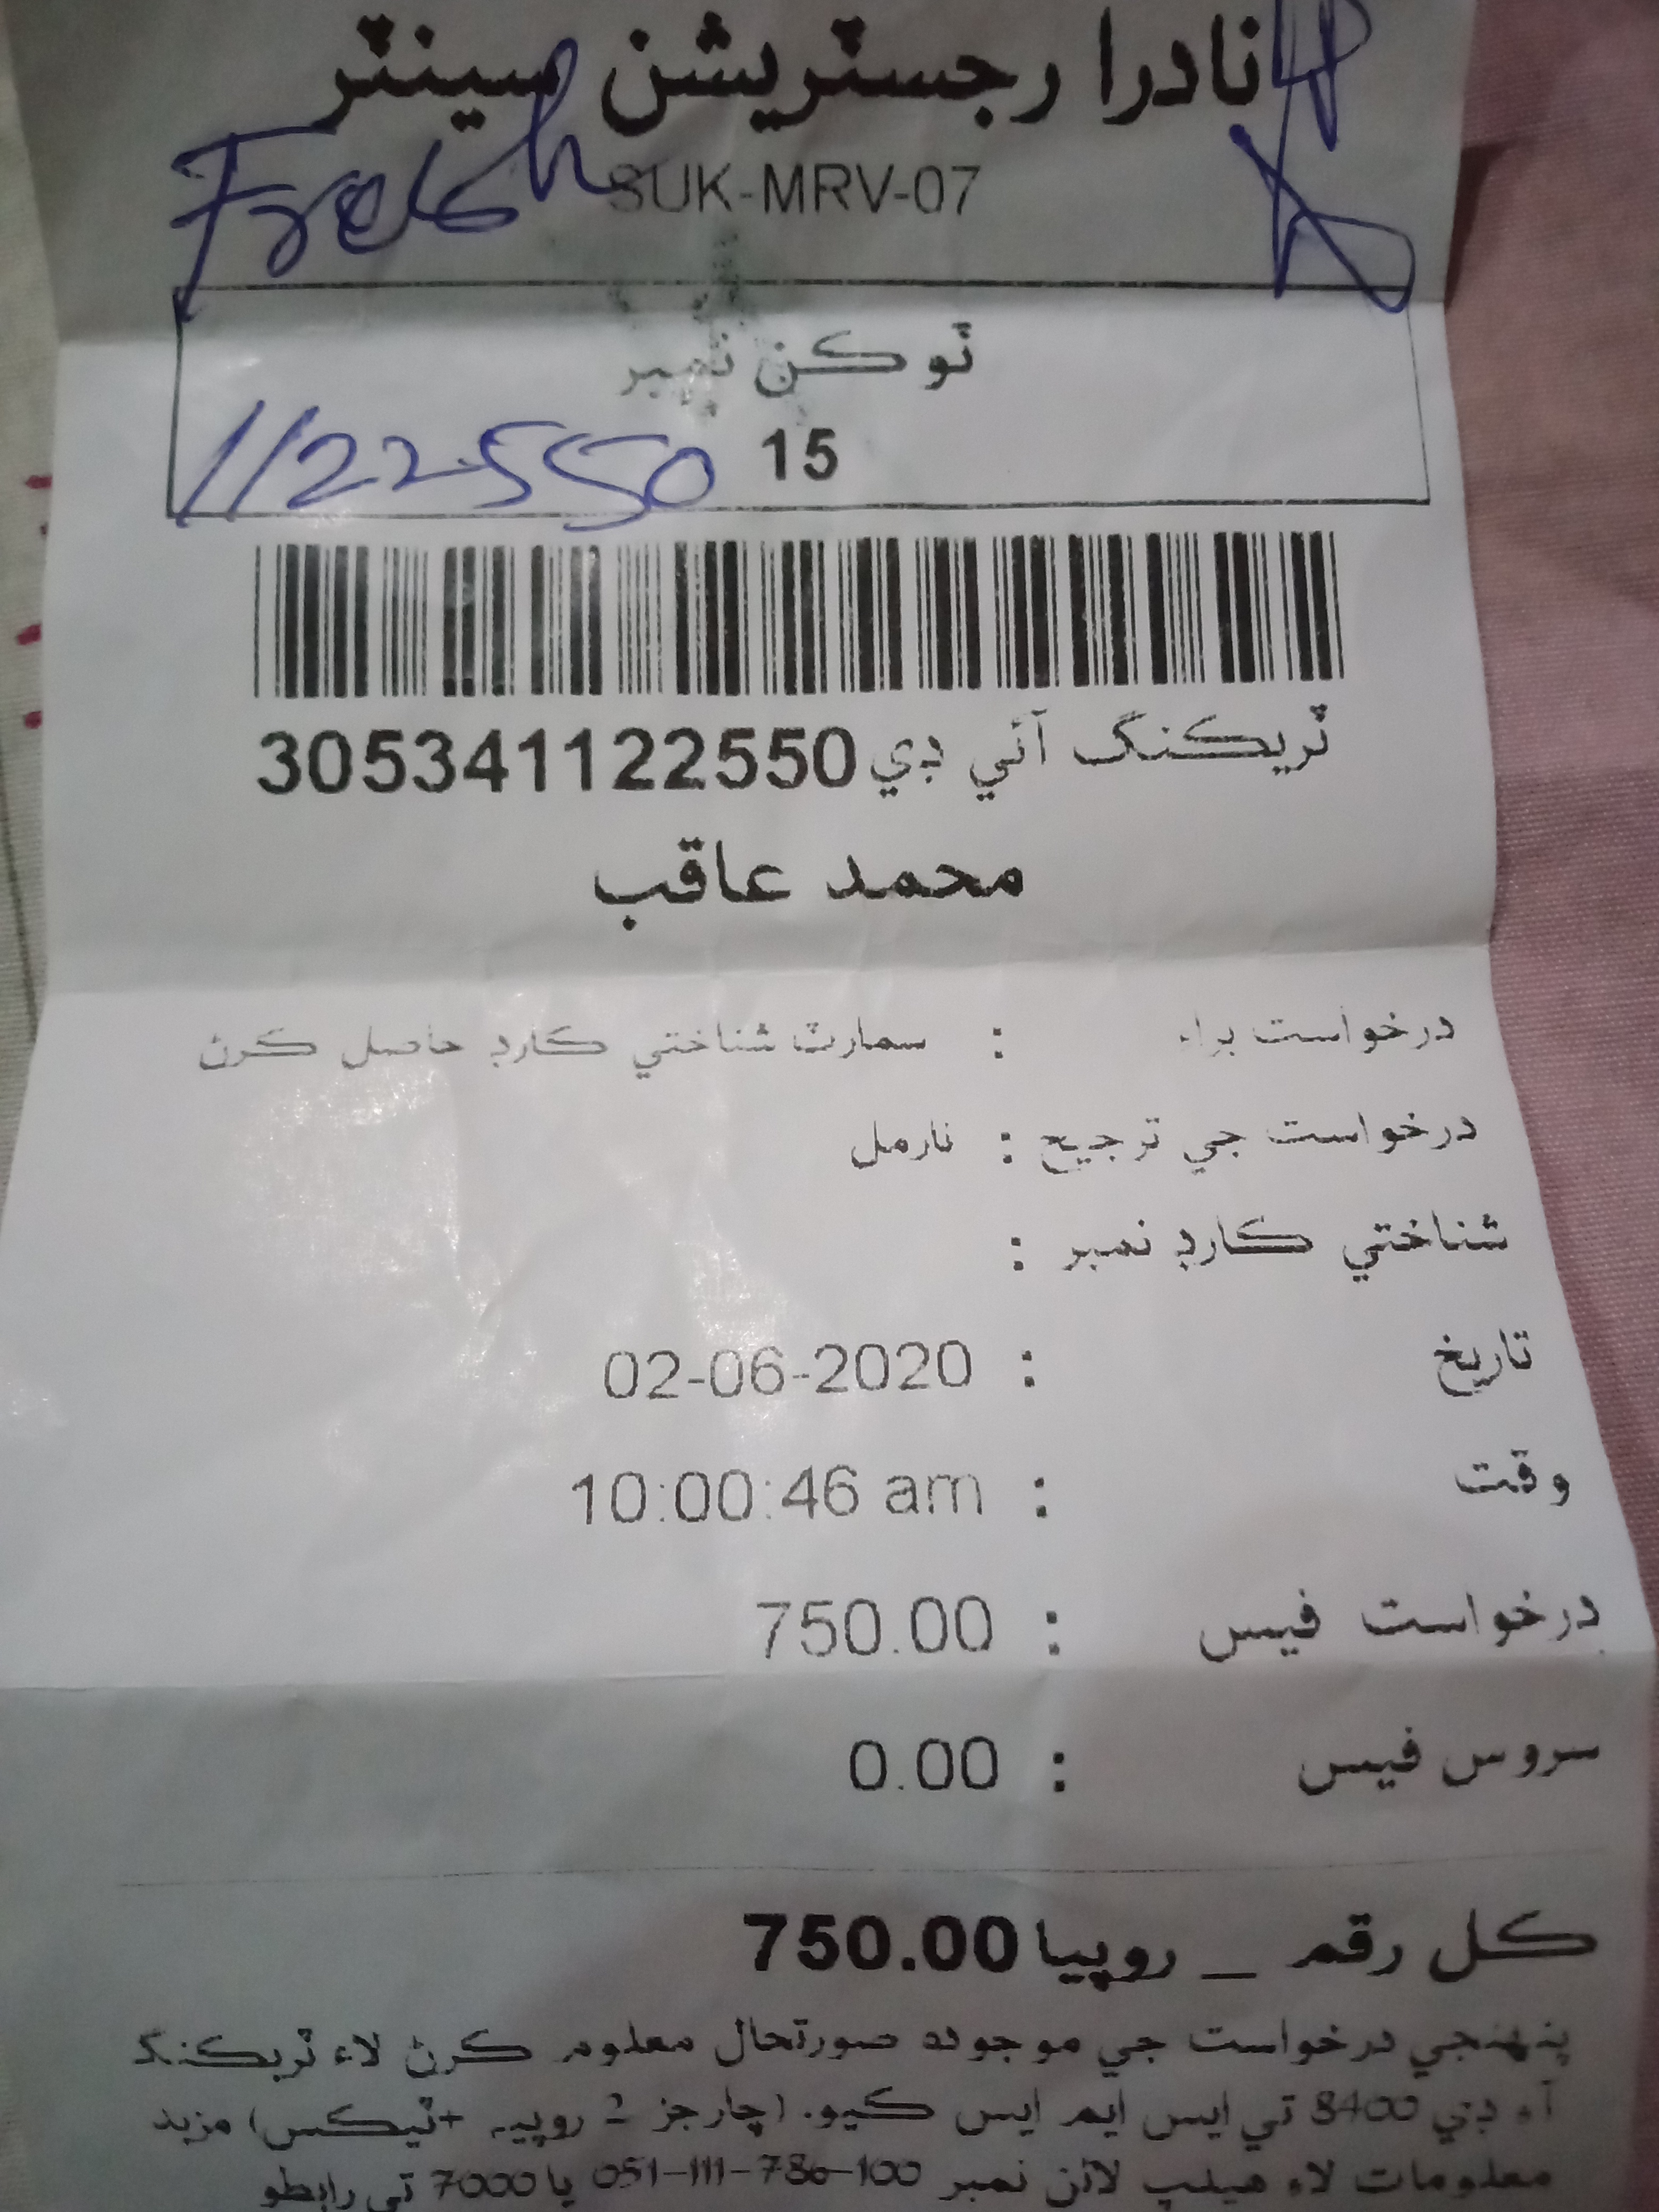 نادرا رجسٽريشن سينٽر
Fresh
SUK-MRV-07
ٽوڪن نمبر
1122550
15
ٽريڪنگ آئي ڊي 305341122550
محمد عاقب
درخواست براء : سمارٽ شناختي ڪارڊ حاصل ڪرڻ
درخواست جي ترجيح : نارمل
شناختي ڪارڊ نمبر :
تاريخ : 02-06-2020
وقت : 10:00:46 am
درخواست فيس : 750.00
سروس فيس : 0.00
ڪل رقم _ روپيا 750.00
پنهنجي درخواست جي موجوده صورتحال معلوم ڪرڻ لاء ٽريڪنگ
آء ڊي 8400 تي ايس ايم ايس ڪيو. (چارجز 2 روپيه +ٽيڪس) مزيد
معلومات لاء هيلپ لائن نمبر 051-111-786-100 يا 7000 تي رابطو